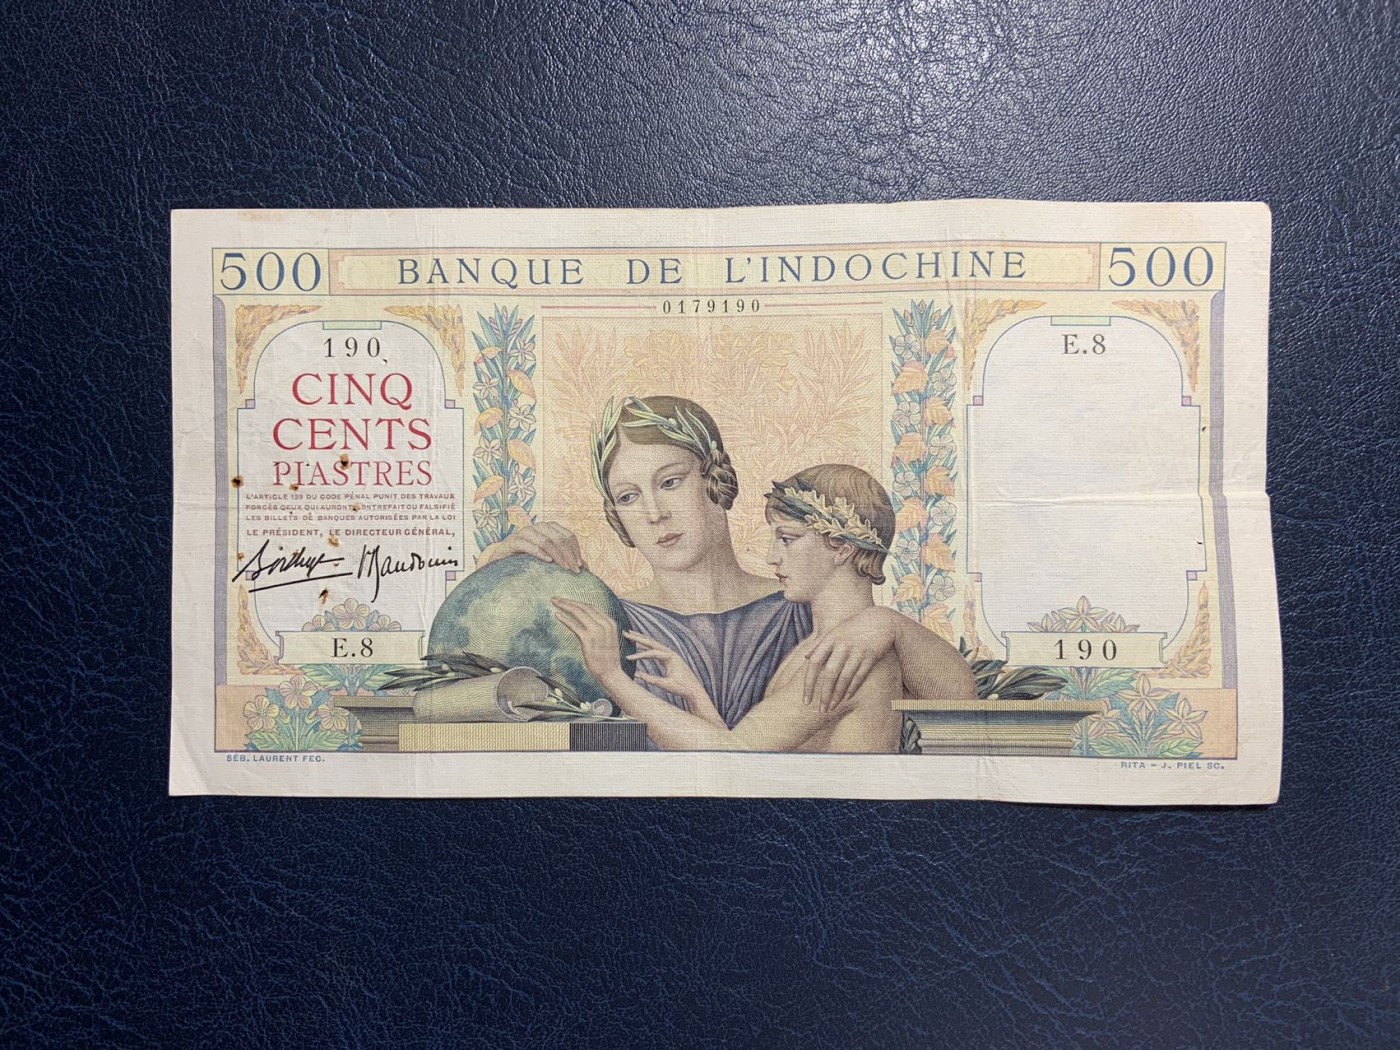 500 BANQUE DE L'INDOCHINE 500
0179190
190
E.8
CINQ
CENTS
PIASTRES
L'ARTICLE 139 DU CODE PÉNAL PUNIT DES TRAVAUX
FORCÉS CEUX QUI AURONT CONTREFAIT OU FALSIFIÉ
LES BILLETS DE BANQUES AUTORISÉES PAR LA LOI
LE PRÉSIDENT, LE DIRECTEUR GÉNÉRAL,
E.8
190
SÉB. LAURENT FEC.
RITA - J. PIEL SC.